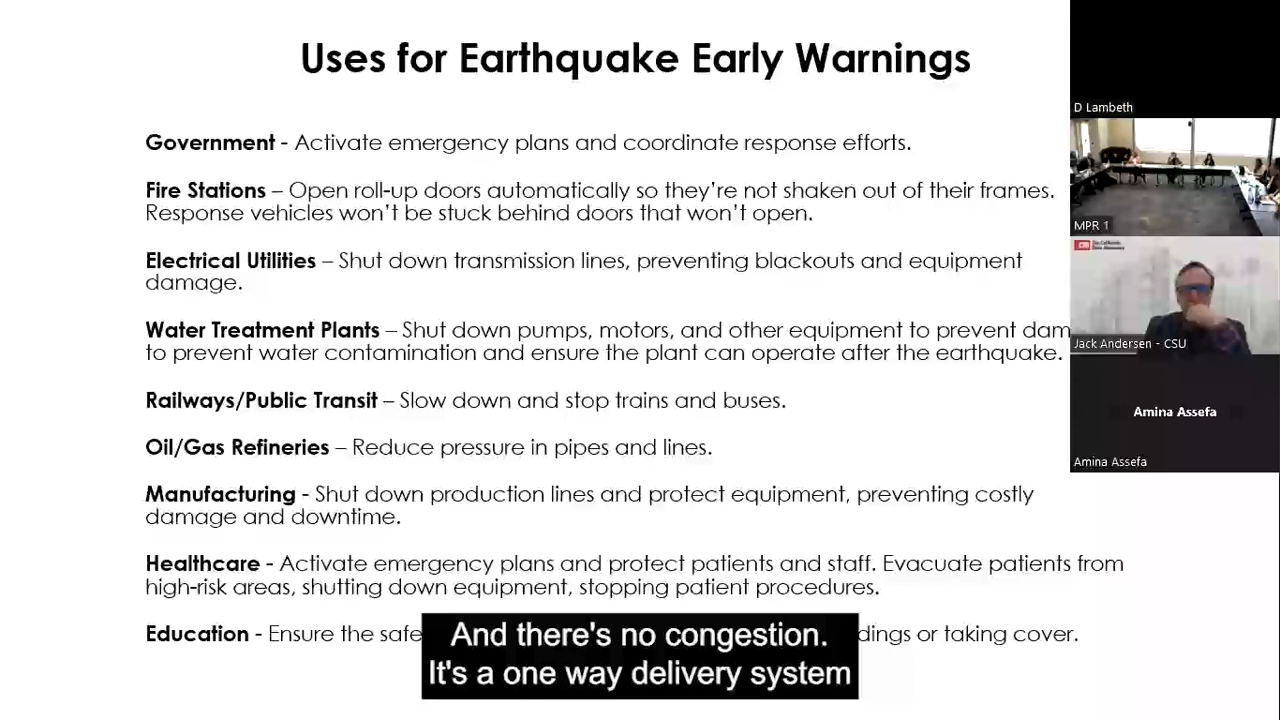 Uses for Earthquake Early Warnings
Government - Activate emergency plans and coordinate response efforts.
Fire Stations – Open roll-up doors automatically so they're not shaken out of their frames.
Response vehicles won't be stuck behind doors that won't open.
Electrical Utilities – Shut down transmission lines, preventing blackouts and equipment
damage.
Water Treatment Plants – Shut down pumps, motors, and other equipment to prevent dam
to prevent water contamination and ensure the plant can operate after the earthquake.
Railways/Public Transit – Slow down and stop trains and buses.
Oil/Gas Refineries – Reduce pressure in pipes and lines.
Manufacturing - Shut down production lines and protect equipment, preventing costly
damage and downtime.
Healthcare - Activate emergency plans and protect patients and staff. Evacuate patients from
high-risk areas, shutting down equipment, stopping patient procedures.
Education - Ensure the safe dings or taking cover.
And there's no congestion.
It's a one way delivery system
D Lambeth
MPR 1
Jack Andersen - CSU
Amina Assefa
Amina Assefa